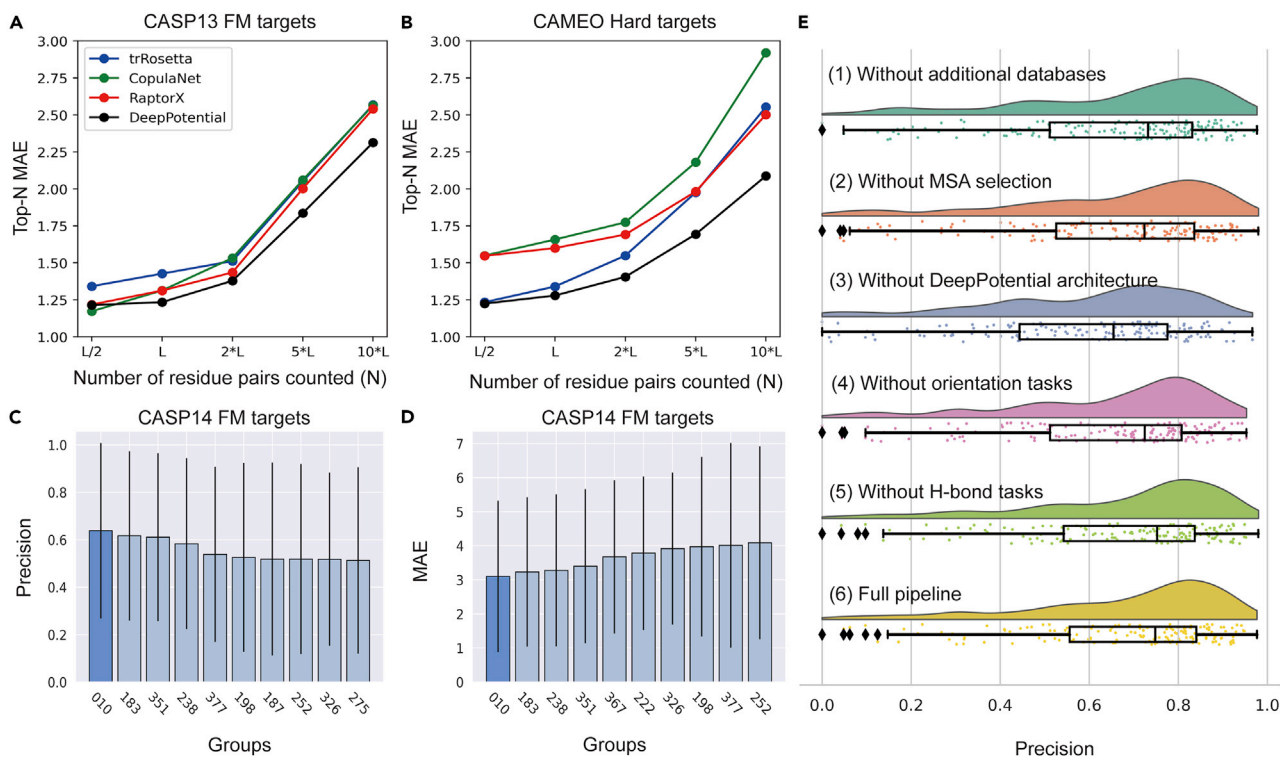 A
CASP13 FM targets
3.00
2.75
2.50
2.25
2.00
1.75
1.50
1.25
1.00
Top-N MAE
trRosetta
CopulaNet
RaptorX
DeepPotential
L/2
L
2*L
5*L
10*L
Number of residue pairs counted (N)
B
CAMEO Hard targets
3.00
2.75
2.50
2.25
2.00
1.75
1.50
1.25
1.00
Top-N MAE
L/2
L
2*L
5*L
10*L
Number of residue pairs counted (N)
C
CASP14 FM targets
1.0
0.8
0.6
0.4
0.2
0.0
Precision
010
183
351
238
377
198
187
252
326
275
Groups
D
CASP14 FM targets
7
6
5
4
3
2
1
0
MAE
010
183
238
351
367
222
326
198
377
252
Groups
E
(1) Without additional databases
(2) Without MSA selection
(3) Without DeepPotential architecture
(4) Without orientation tasks
(5) Without H-bond tasks
(6) Full pipeline
0.0
0.2
0.4
0.6
0.8
1.0
Precision